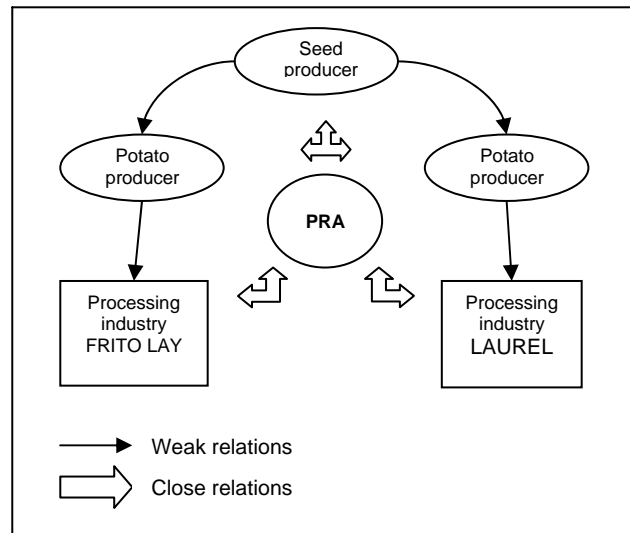 Seed
producer
Potato
producer
Potato
producer
PRA
Processing
industry
FRITO LAY
Processing
industry
LAUREL
Weak relations
Close relations